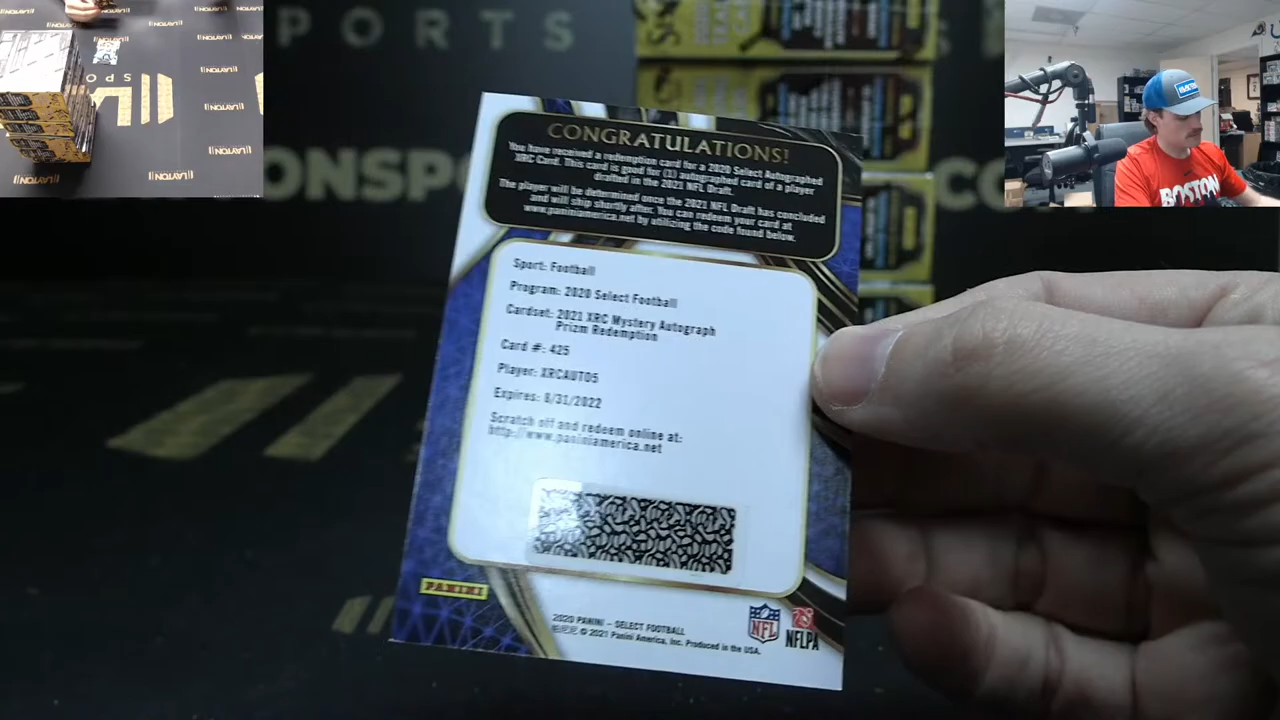 PORTS
ONSPO
CO
LAYTON
BOSTON
CONGRATULATIONS!
You have received a redemption card for a 2020 Select Autographed
XRC Card. This card is good for (1) autographed card of a player
drafted in the 2021 NFL Draft.
The player will be determined once the 2021 NFL Draft has concluded
and will ship shortly after. You can redeem your card at
www.paniniamerica.net by utilizing the code found below.
Sport: Football
Program: 2020 Select Football
Cardset: 2021 XRC Mystery Autograph
Prizm Redemption
Card #: 425
Player: XRCAUTO5
Expires: 8/31/2022
Scratch off and redeem online at:
http://www.paniniamerica.net
PANINI
2020 PANINI - SELECT FOOTBALL
© 2021 Panini America, Inc. Produced in the USA.
NFL
NFLPA